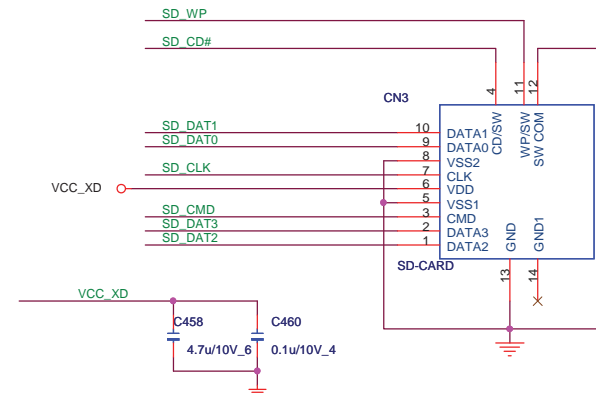 SD_WP
SD_CD#
4
11
12
CN3
CD/SW
WP/SW
SW COM
SD_DAT1 10 DATA1
SD_DAT0 9 DATA0
8 VSS2
SD_CLK 7 CLK
VCC_XD 6 VDD
5 VSS1
SD_CMD 3 CMD
SD_DAT3 2 DATA3
SD_DAT2 1 DATA2
GND
GND1
SD-CARD
13
14
VCC_XD
C458 C460
4.7u/10V_6 0.1u/10V_4